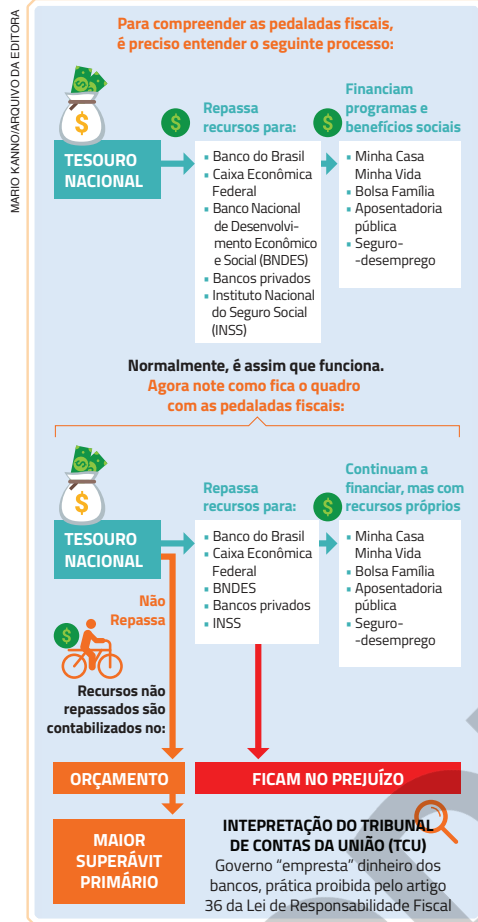 MARIO KANNO/ARQUIVO DA EDITORA
Para compreender as pedaladas fiscais,
é preciso entender o seguinte processo:
$
TESOURO
NACIONAL
$
Repassa
recursos para:
▪ Banco do Brasil
▪ Caixa Econômica
Federal
▪ Banco Nacional
de Desenvolvi-
mento Econômico
e Social (BNDES)
▪ Bancos privados
▪ Instituto Nacional
do Seguro Social
(INSS)
$
Financiam
programas e
benefícios sociais
▪ Minha Casa
Minha Vida
▪ Bolsa Família
▪ Aposentadoria
pública
▪ Seguro-
-desemprego
Normalmente, é assim que funciona.
Agora note como fica o quadro
com as pedaladas fiscais:
$
TESOURO
NACIONAL
Repassa
recursos para:
▪ Banco do Brasil
▪ Caixa Econômica
Federal
▪ BNDES
▪ Bancos privados
▪ INSS
$
Continuam a
financiar, mas com
recursos próprios
▪ Minha Casa
Minha Vida
▪ Bolsa Família
▪ Aposentadoria
pública
▪ Seguro-
-desemprego
Não
Repassa
$
Recursos não
repassados são
contabilizados no:
ORÇAMENTO
FICAM NO PREJUÍZO
MAIOR
SUPERÁVIT
PRIMÁRIO
INTEPRETAÇÃO DO TRIBUNAL
DE CONTAS DA UNIÃO (TCU)
Governo “empresta” dinheiro dos
bancos, prática proibida pelo artigo
36 da Lei de Responsabilidade Fiscal